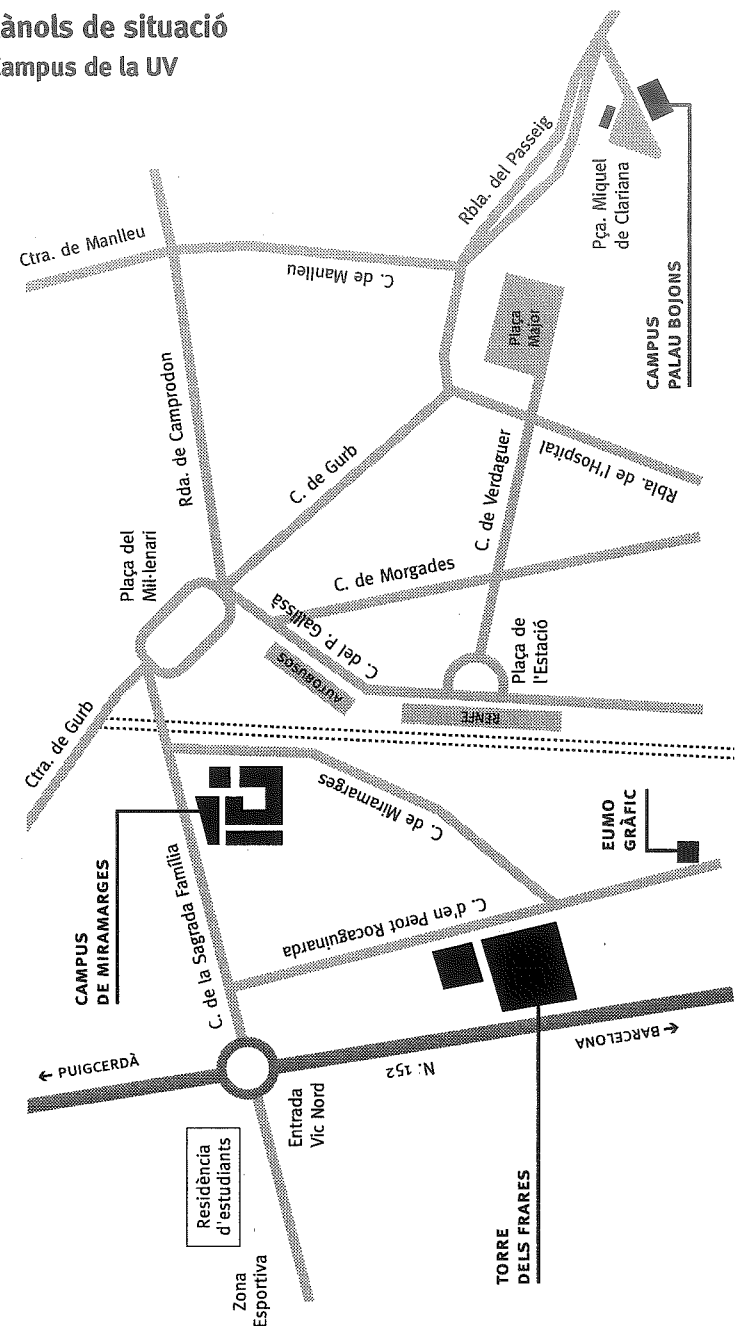 ànols de situació
Campus de la UV
Rbla. del Passeig
Pça. Miquel
de Clariana
CAMPUS
PALAU BOJONS
Ctra. de Manlleu
C. de Manlleu
Plaça
Major
Rda. de Camprodon
C. de Gurb
C. de Verdaguer
Rbla. de l'Hospital
Plaça del
Mil·lenari
C. de Morgades
C. del P. Gallissà
AUTOBUSOS
Plaça de
l'Estació
RENFE
Ctra. de Gurb
C. de Miramarges
CAMPUS
DE MIRAMARGES
C. de la Sagrada Família
EUMO
GRÀFIC
C. d'en Perot Rocaguinarda
← PUIGCERDÀ
N. 152
← BARCELONA
Entrada
Vic Nord
Residència
d'estudiants
Zona
Esportiva
TORRE
DELS FRARES